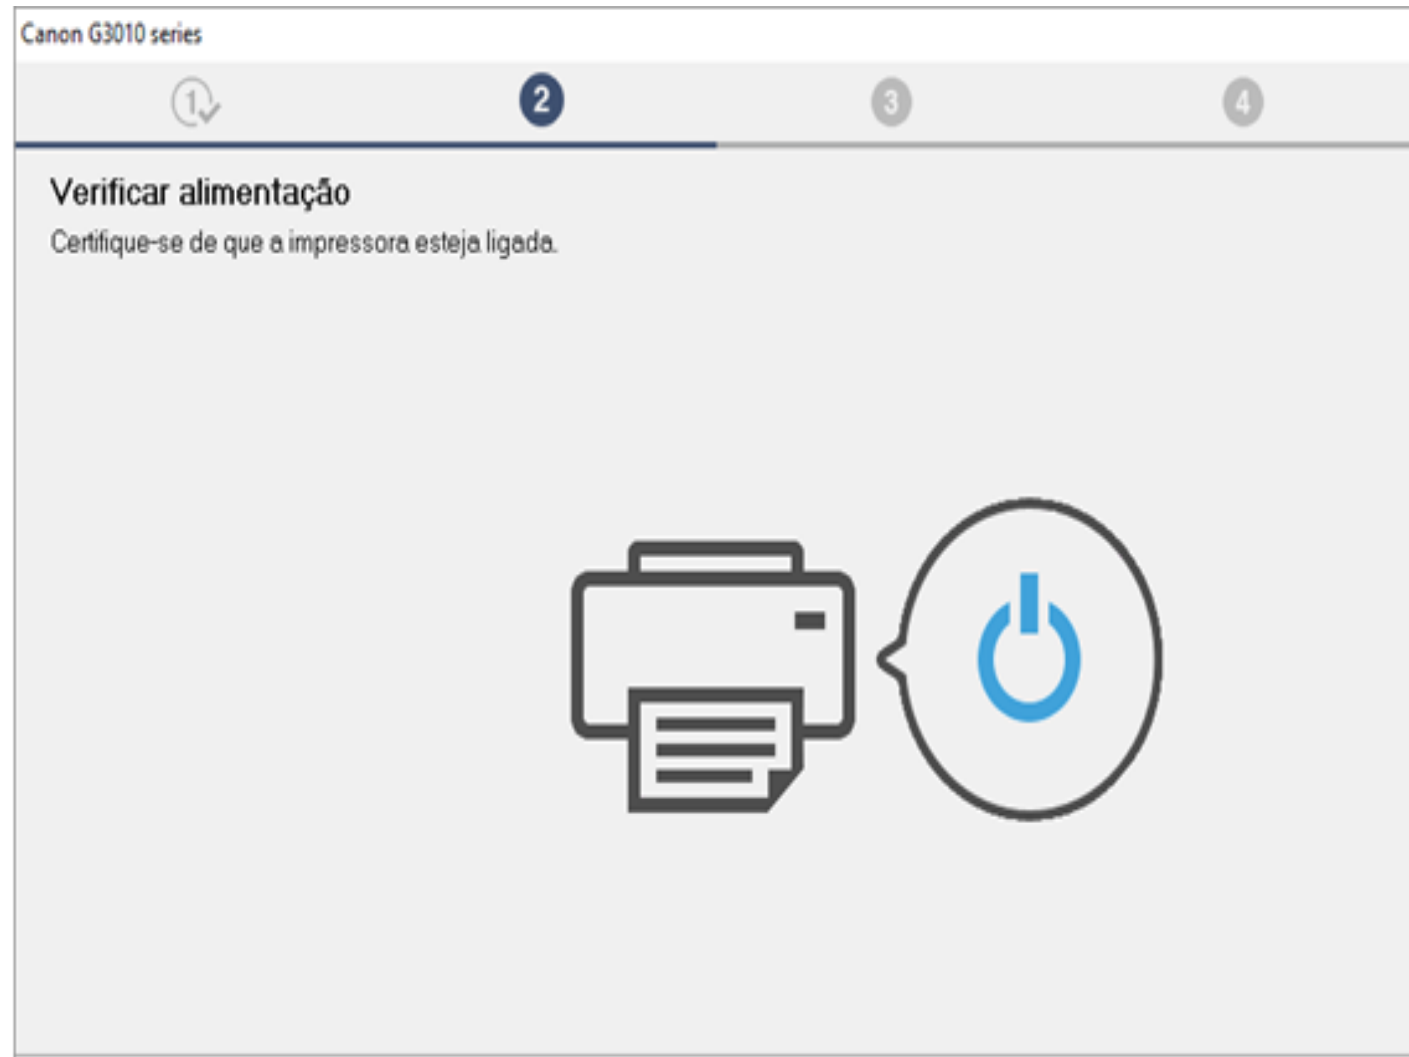 Canon G3010 series
1 2 3 4
Verificar alimentação
Certifique-se de que a impressora esteja ligada.